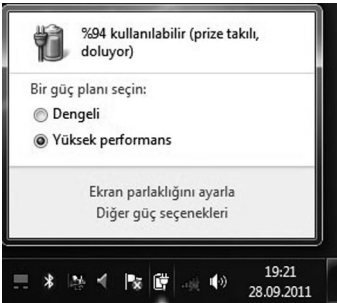 %94 kullanılabilir (prize takılı,
doluyor)
Bir güç planı seçin:
Dengeli
Yüksek performans
Ekran parlaklığını ayarla
Diğer güç seçenekleri
19:21
28.09.2011